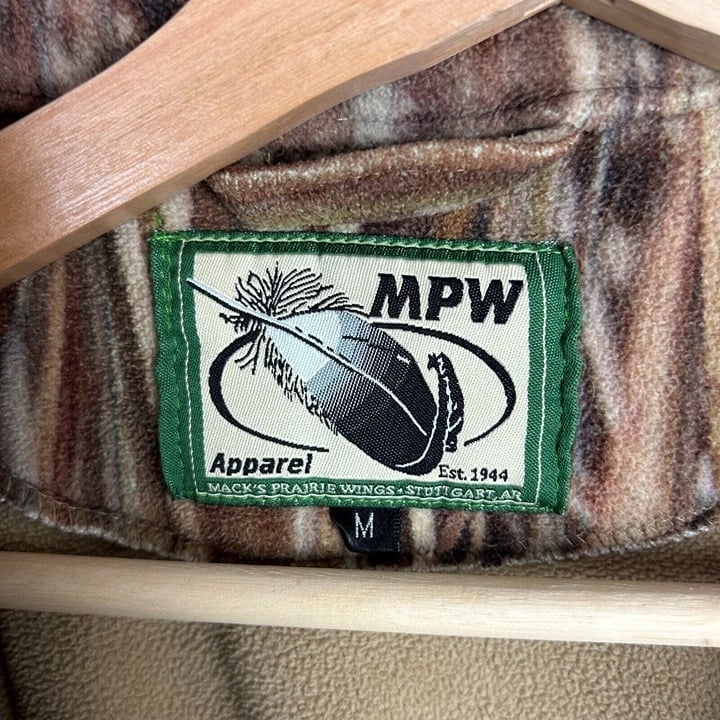 MPW
Apparel
Est. 1944
MACK'S PRAIRIE WINGS • STUTTGART, AR
M